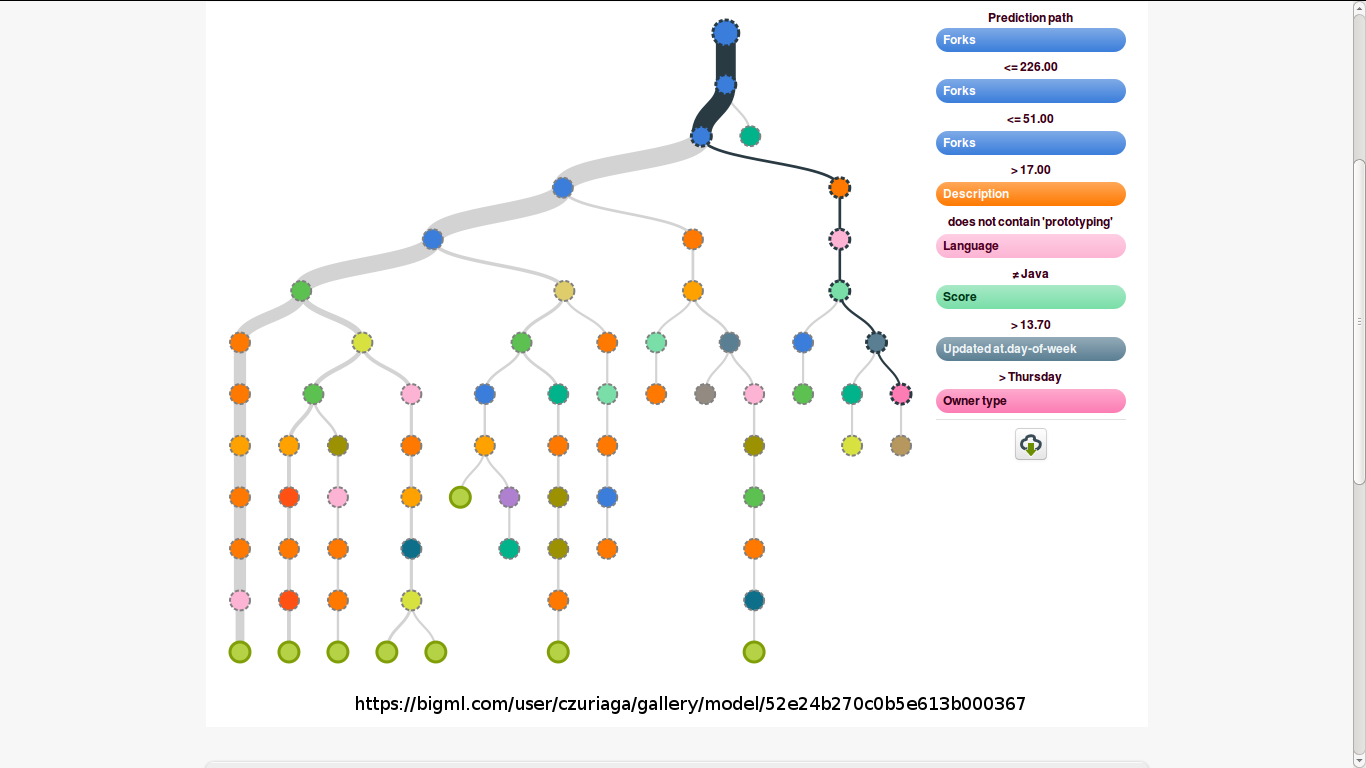 Prediction path
Forks
<= 226.00
Forks
<= 51.00
Forks
> 17.00
Description
does not contain 'prototyping'
Language
≠ Java
Score
> 13.70
Updated at.day-of-week
> Thursday
Owner type
https://bigml.com/user/czuriaga/gallery/model/52e24b270c0b5e613b000367